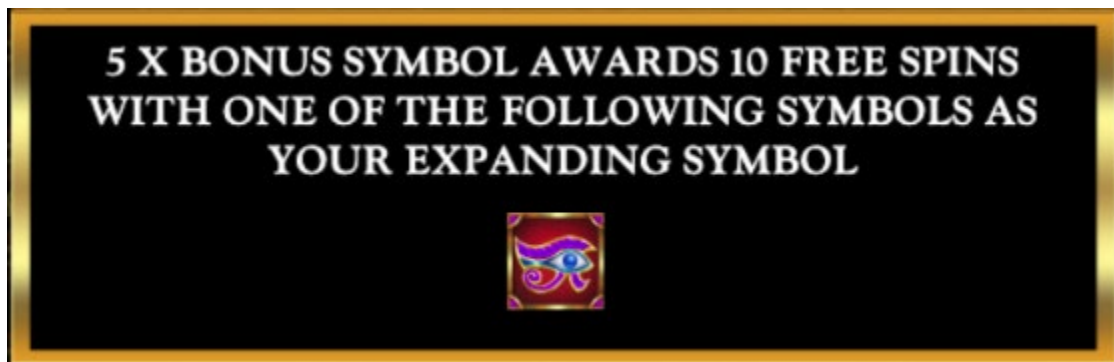 5 X BONUS SYMBOL AWARDS 10 FREE SPINS
WITH ONE OF THE FOLLOWING SYMBOLS AS
YOUR EXPANDING SYMBOL